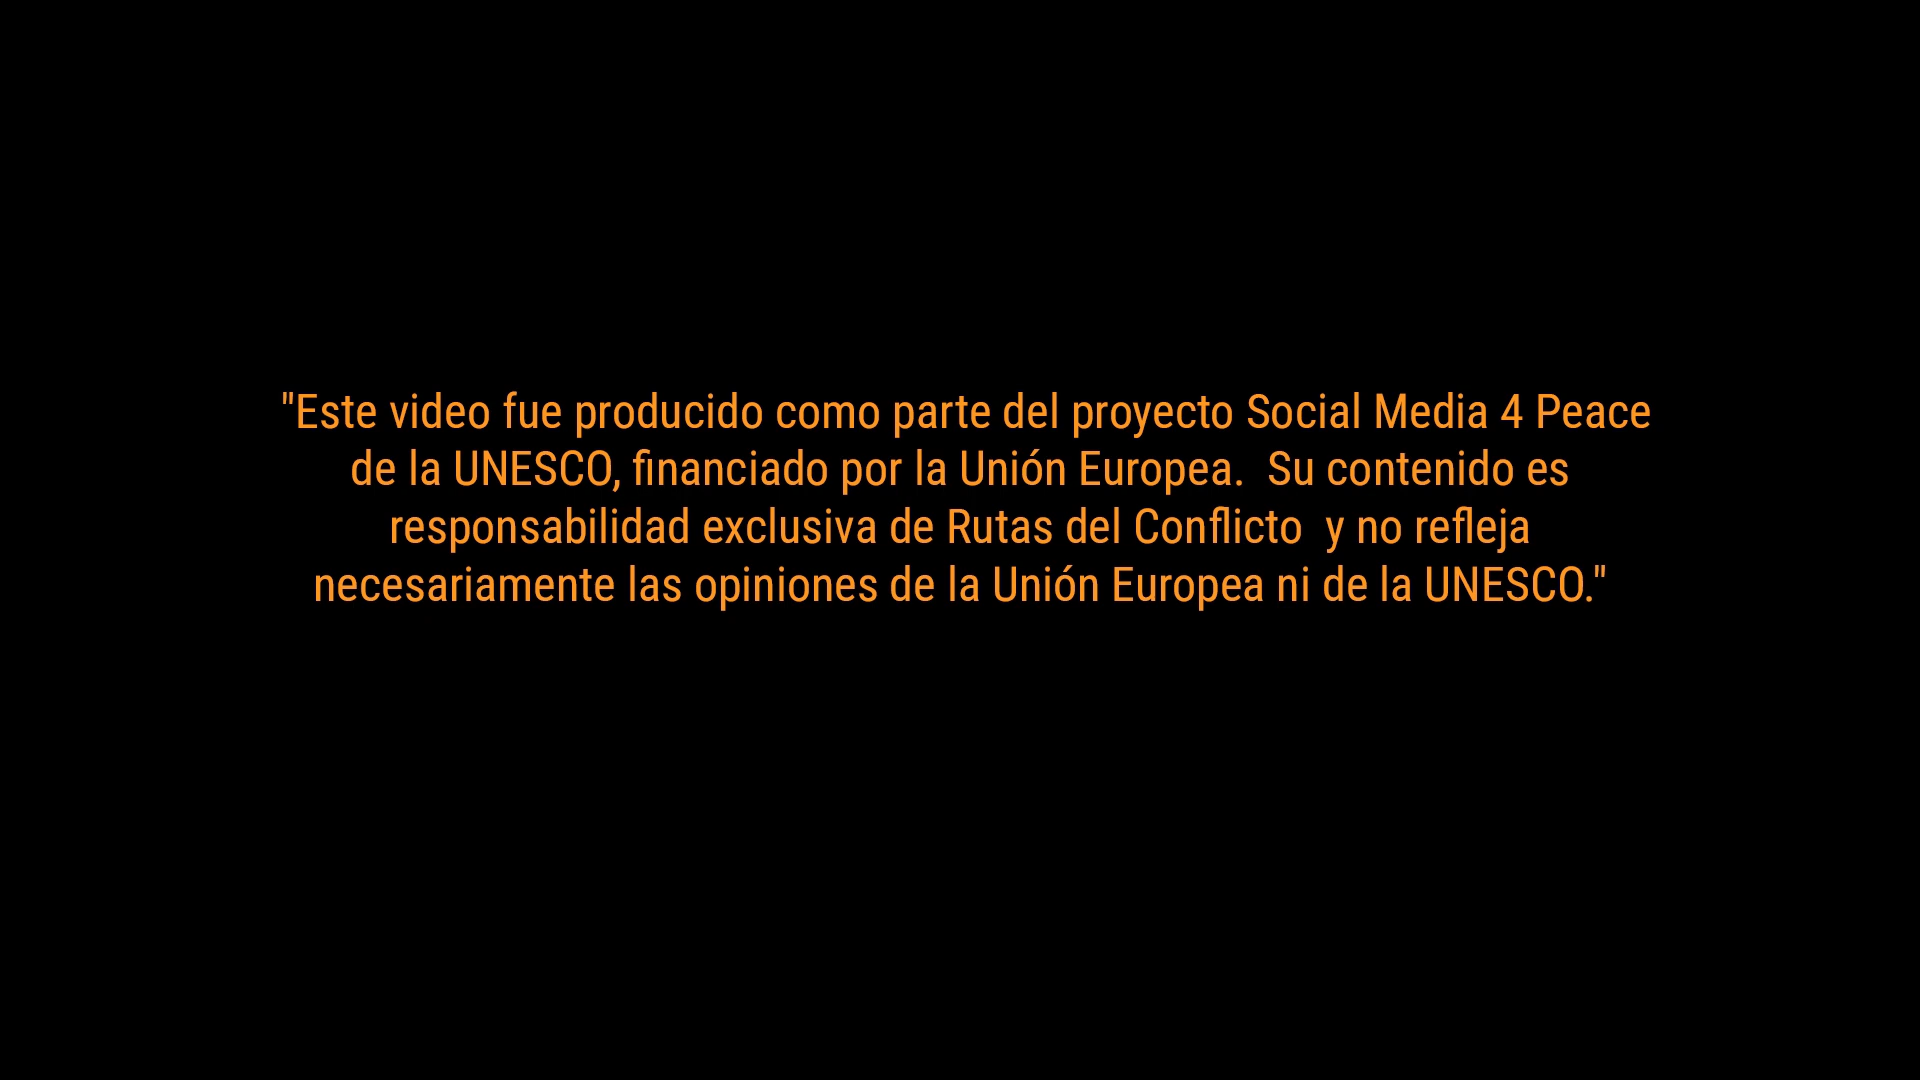 "Este video fue producido como parte del proyecto Social Media 4 Peace
de la UNESCO, financiado por la Unión Europea.  Su contenido es
responsabilidad exclusiva de Rutas del Conflicto  y no refleja
necesariamente las opiniones de la Unión Europea ni de la UNESCO."